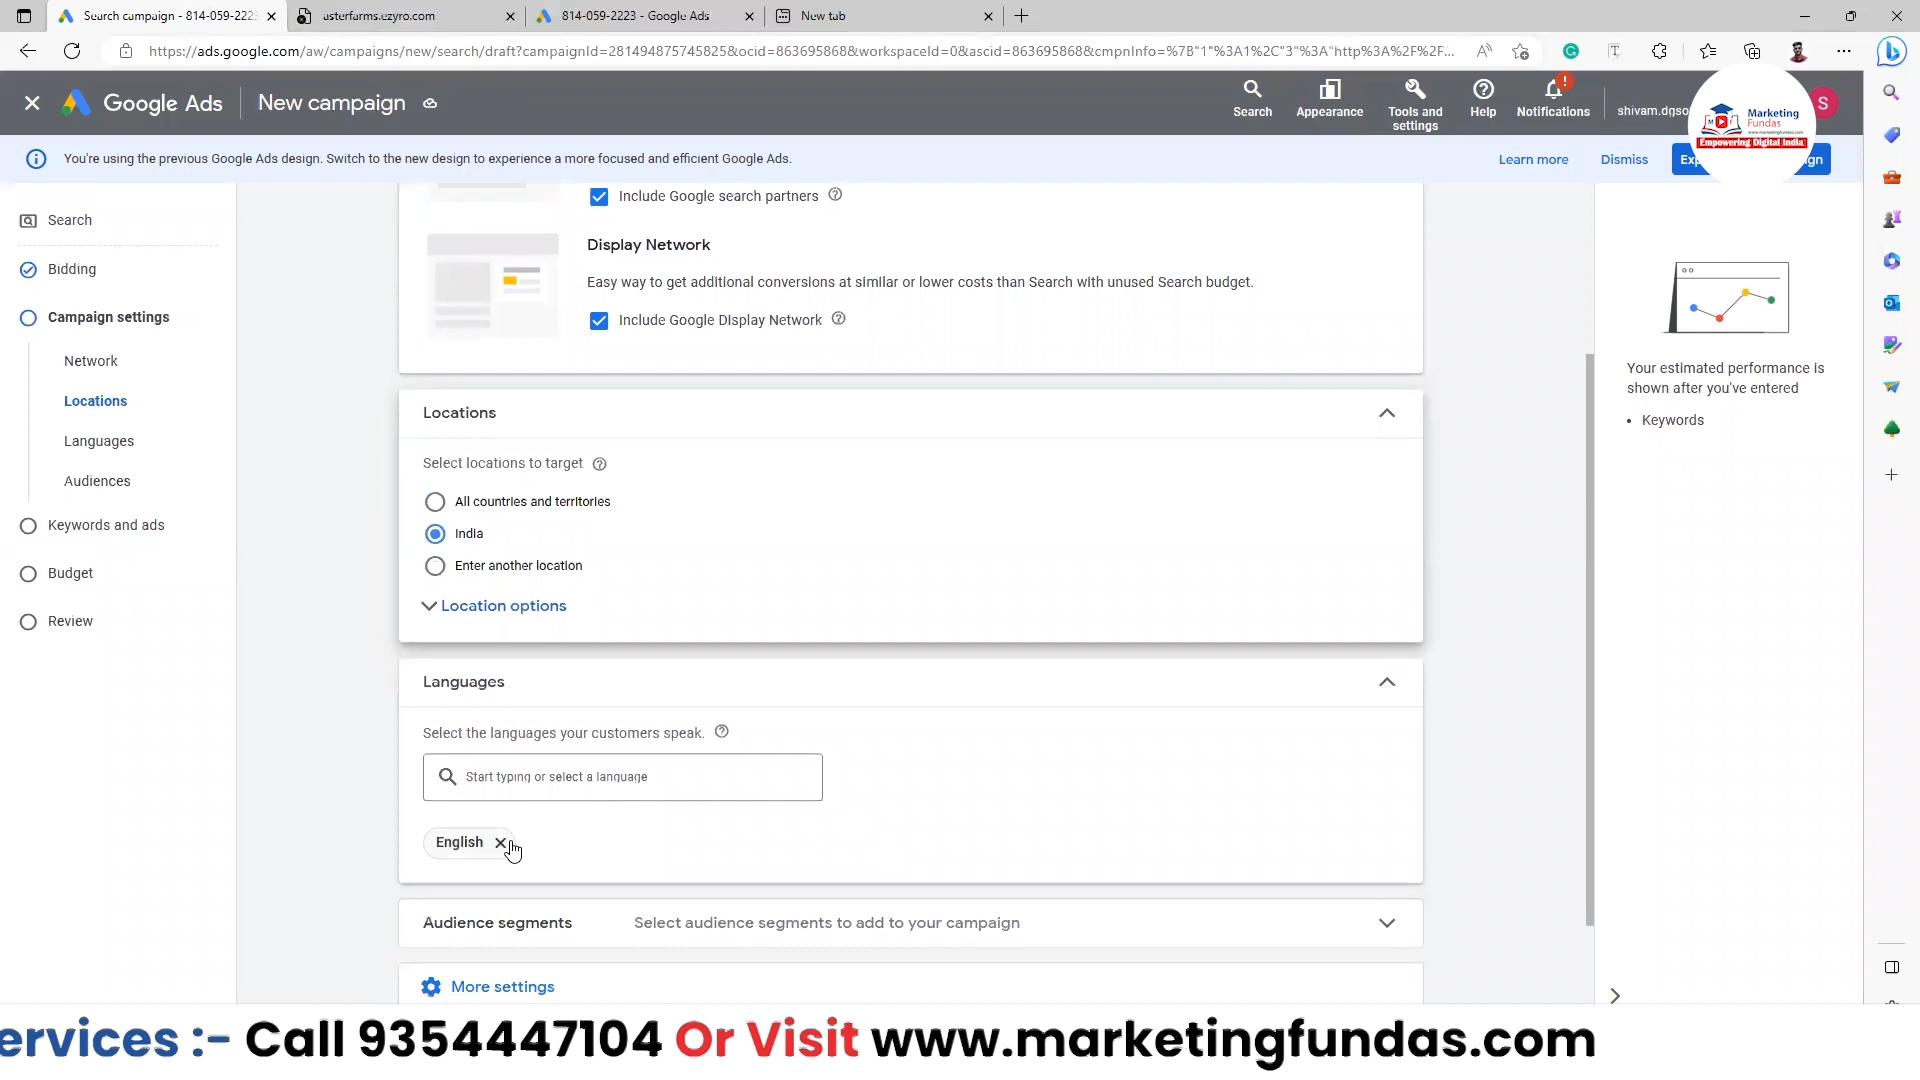 Search campaign - 814-059-222
asterfarms.ezyro.com
814-059-2223 - Google Ads
New tab
https://ads.google.com/aw/campaigns/new/search/draft?campaignId=281494875745825&ocid=863695868&workspaceId=0&ascid=863695868&cmpnInfo=%7B"1"%3A1%2C"3"%3A"http%3A%2F%2F...
Google Ads
New campaign
Search
Appearance
Tools and settings
Help
Notifications
shivam.dgso
S
Marketing
Fundas
www.marketingfundas.com
Empowering Digital India
You're using the previous Google Ads design. Switch to the new design to experience a more focused and efficient Google Ads.
Learn more
Dismiss
Exp
gn
Search
Bidding
Campaign settings
Network
Locations
Languages
Audiences
Keywords and ads
Budget
Review
Include Google search partners
Display Network
Easy way to get additional conversions at similar or lower costs than Search with unused Search budget.
Include Google Display Network
Locations
Select locations to target
All countries and territories
India
Enter another location
Location options
Languages
Select the languages your customers speak.
Start typing or select a language
English
Audience segments
Select audience segments to add to your campaign
More settings
Your estimated performance is
shown after you've entered
• Keywords
ervices :- Call 9354447104 Or Visit www.marketingfundas.com